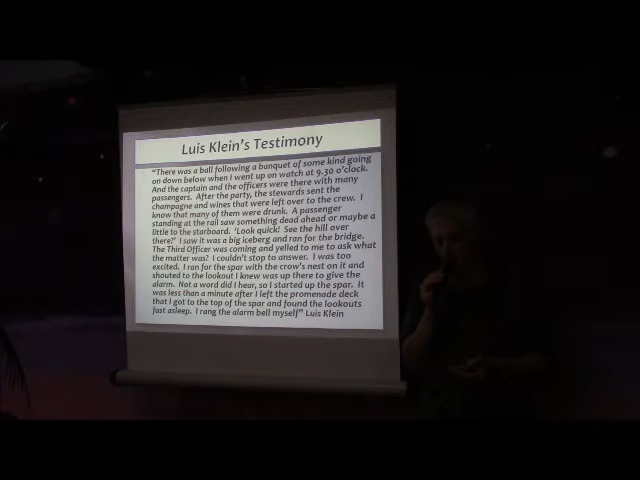 Luis Klein's Testimony
"There was a ball following a banquet of some kind going
on down below when I went up on watch at 9.30 o'clock.
And the captain and the officers were there with many
passengers. After the party, the stewards sent the
champagne and wines that were left over to the crew. I
know that many of them were drunk. A passenger
standing at the rail saw something dead ahead or maybe a
little to the starboard. 'Look quick! See the hill over
there?' I saw it was a big iceberg and ran for the bridge.
The Third Officer was coming and yelled to me to ask what
the matter was? I couldn't stop to answer. I was too
excited. I ran for the spar with the crow's nest on it and
shouted to the lookout I knew was up there to give the
alarm. Not a word did I hear, so I started up the spar. It
was less than a minute after I left the promenade deck
that I got to the top of the spar and found the lookouts
fast asleep. I rang the alarm bell myself" Luis Klein